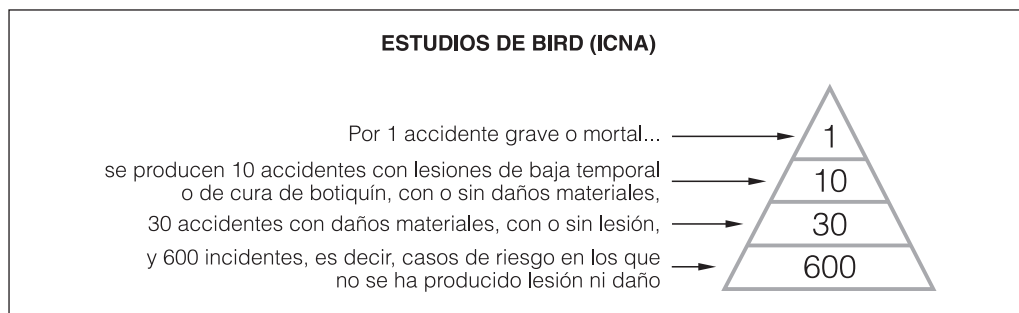 ESTUDIOS DE BIRD (ICNA)
Por 1 accidente grave o mortal...
1
se producen 10 accidentes con lesiones de baja temporal
o de cura de botiquín, con o sin daños materiales,
10
30 accidentes con daños materiales, con o sin lesión,
30
y 600 incidentes, es decir, casos de riesgo en los que
no se ha producido lesión ni daño
600